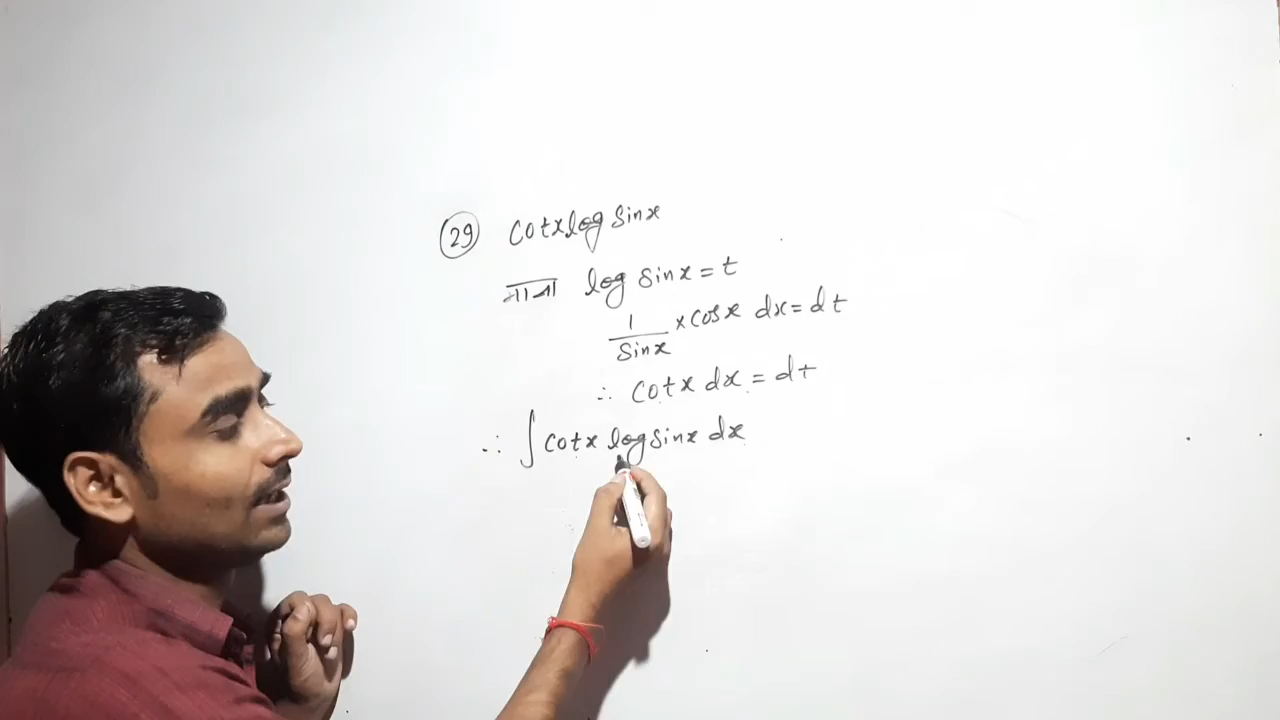 (29) cotx log sinx
माना log sinx = t
1/sinx × cosx dx = dt
∴ cotx dx = dt
∴ ∫ cotx log sinx dx